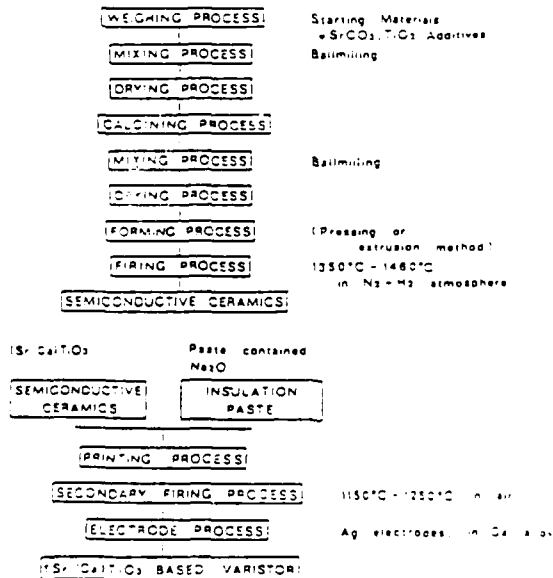 WEIGHING PROCESS
Starting Materials
SrCO3, TiO2 Additives
MIXING PROCESS
Ballmilling
DRYING PROCESS
CALCINING PROCESS
MIXING PROCESS
Ballmilling
DRYING PROCESS
FORMING PROCESS
(Pressing or
extrusion method)
FIRING PROCESS
1350°C - 1460°C
in N2 - H2 atmosphere
SEMICONDUCTIVE CERAMICS
(Sr Ca)TiO3
Paste contained
Na2O
SEMICONDUCTIVE
CERAMICS
INSULATION
PASTE
PRINTING PROCESS
SECONDARY FIRING PROCESS
1150°C - 1250°C in air
ELECTRODE PROCESS
Ag electrodes, in Ga alloy
(Sr Ca)TiO3 BASED VARISTOR